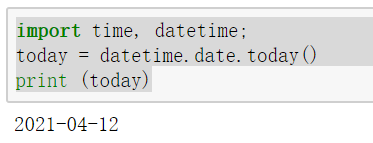 import time, datetime;
today = datetime.date.today()
print (today)
2021-04-12